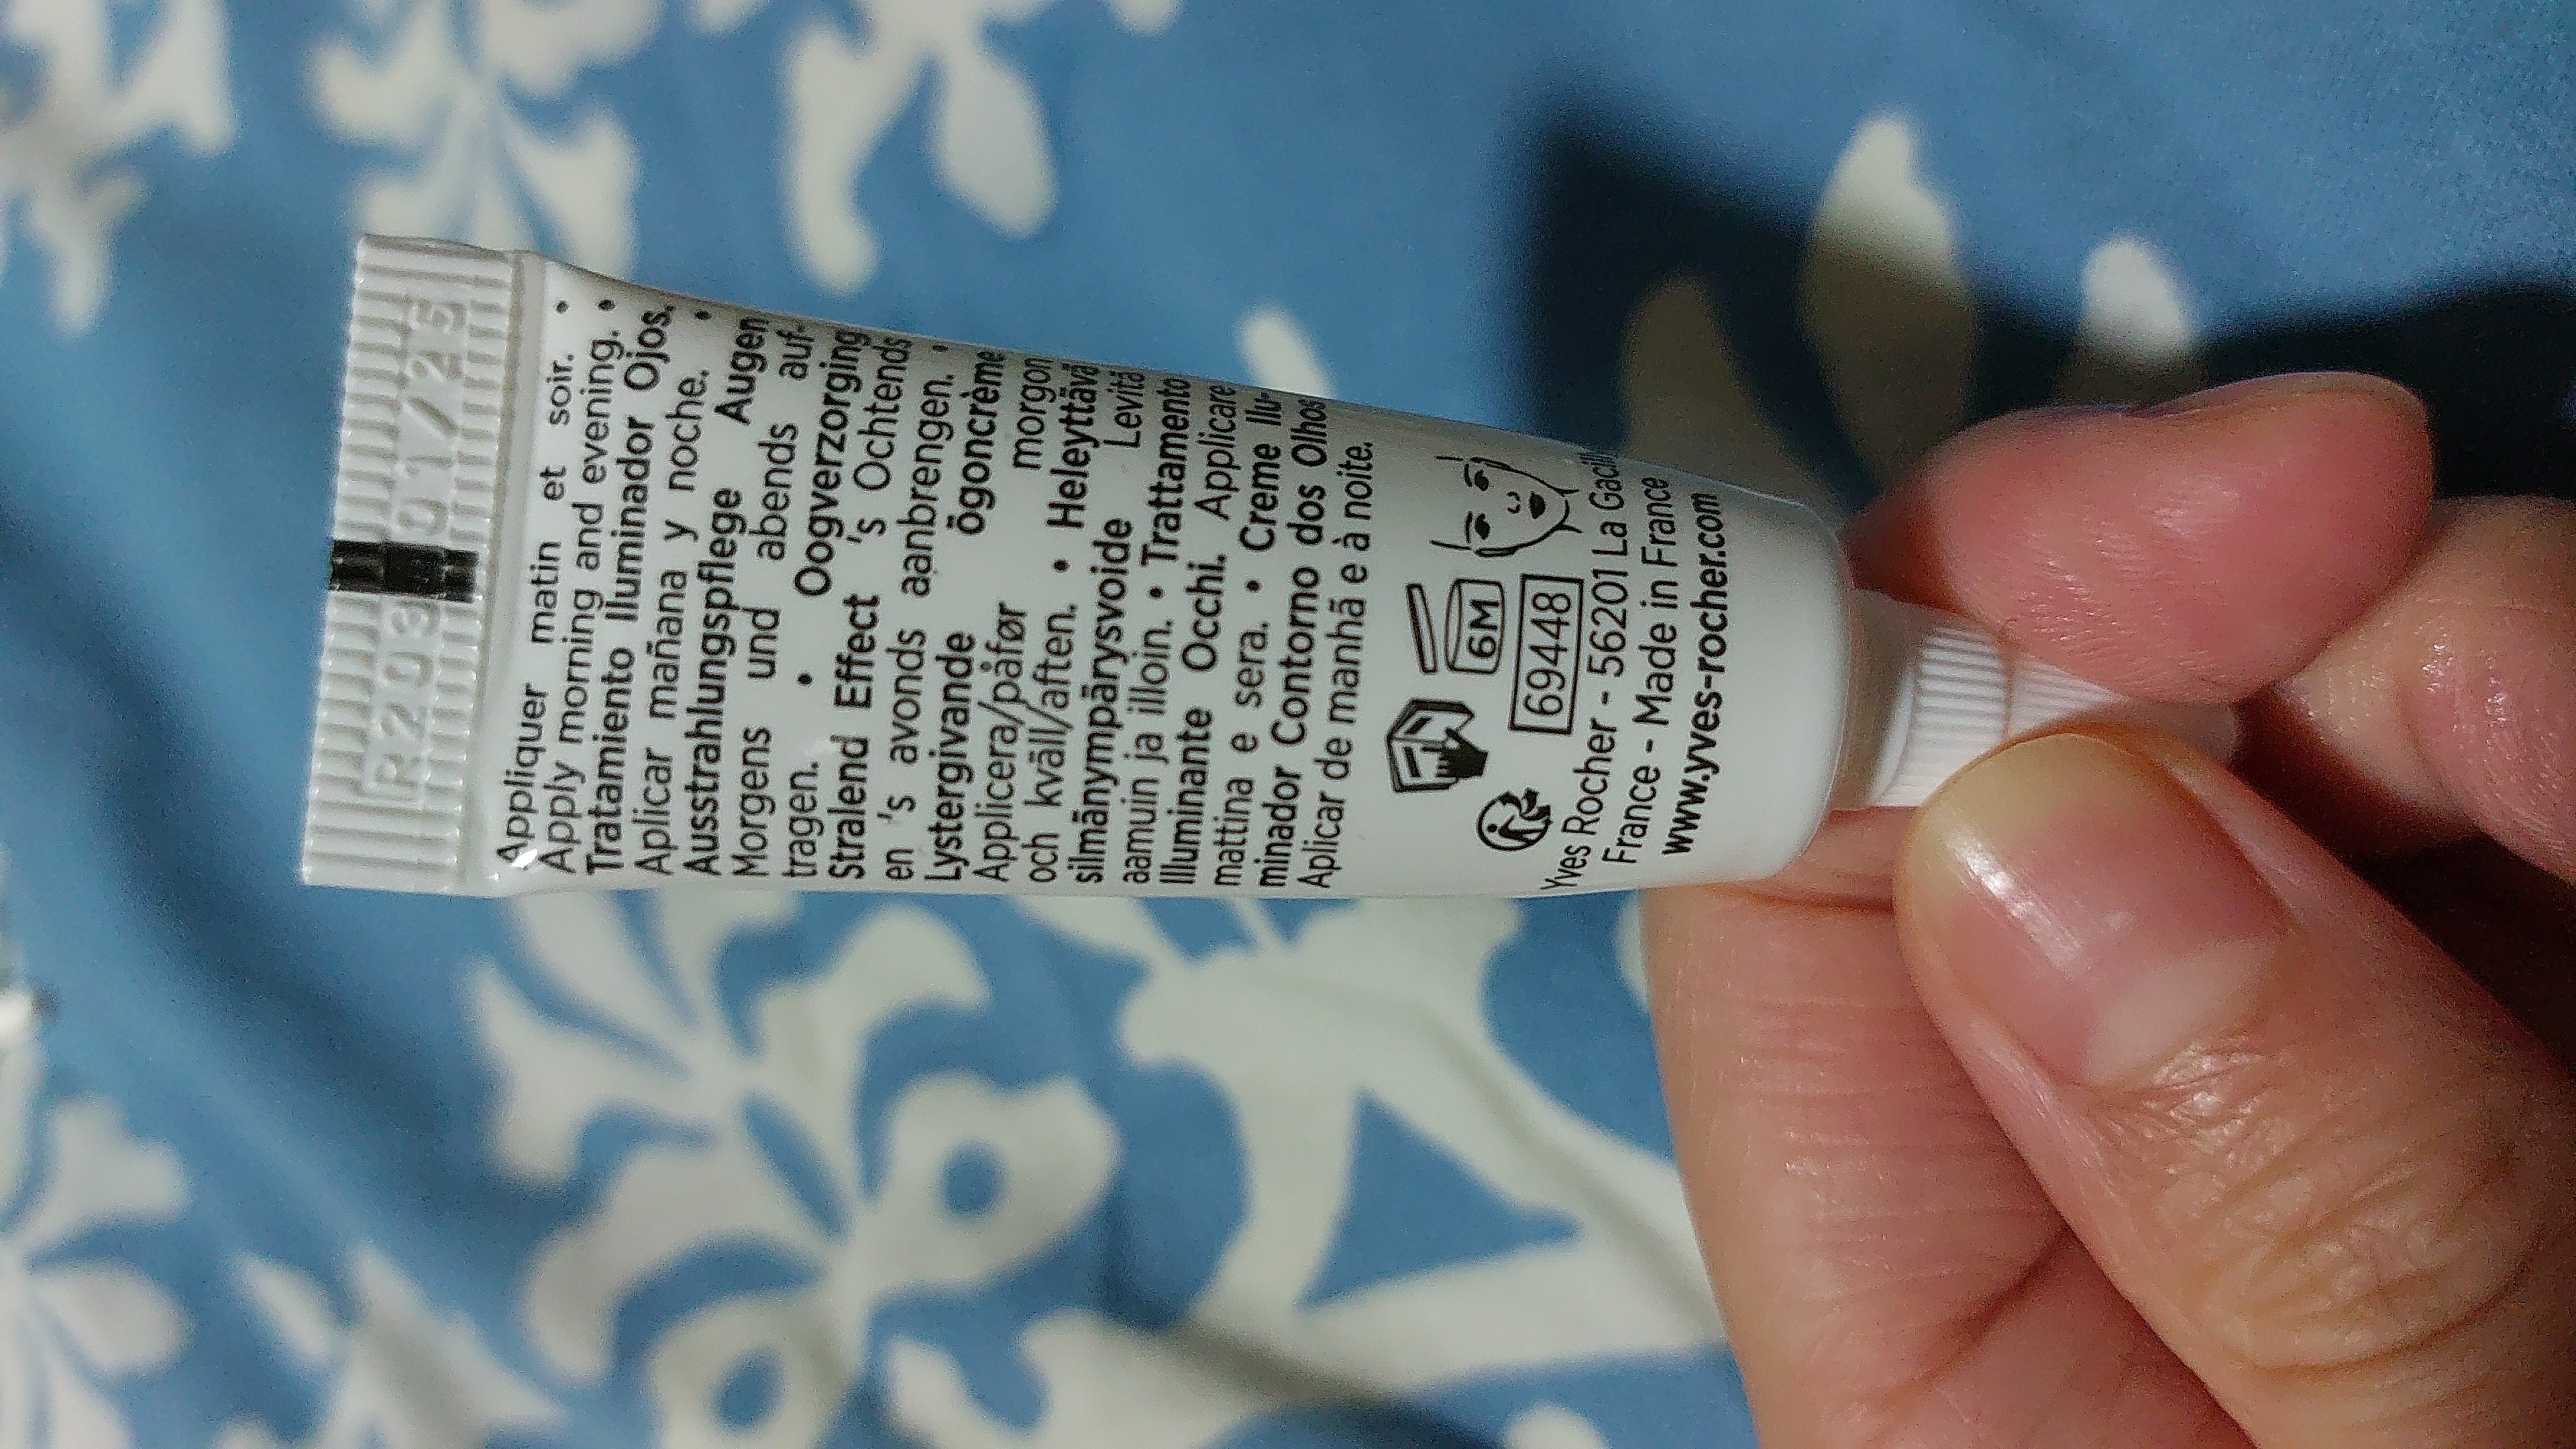 01/25
Appliquer matin et soir. •
Apply morning and evening. •
Tratamiento Illuminador Ojos.
Aplicar mañana y noche. •
Ausstrahlungspflege Augen
Morgens und abends auf-
tragen. • Oogverzorging
Stralend Effect 's Ochtends
en 's avonds aanbrengen. •
Lystergivande ögoncrème
Applicera/påfør morgon
och kväll/aften. • Heleyttävä
silmänympärysvoide Levitä
aamuin ja illoin. • Trattamento
Illuminante Occhi. Applicare
mattina e sera. • Creme Ilu-
minador Contorno dos Olhos
Aplicar de manhã e à noite.
6M
69448
Yves Rocher - 56201 La
France - Made in France
www.yves-rocher.com